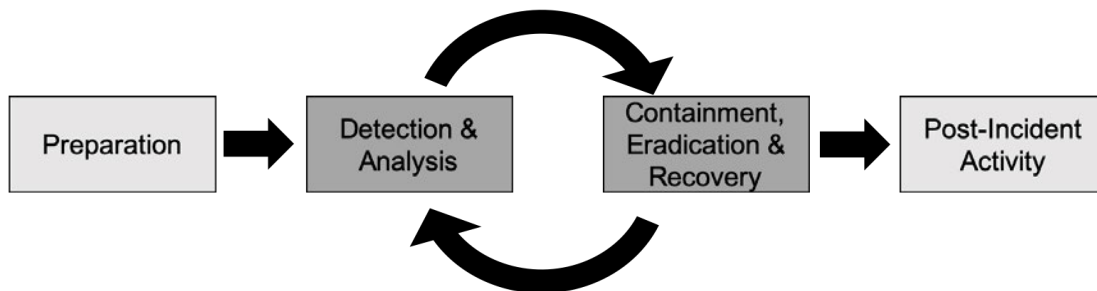 Preparation
Detection &
Analysis
Containment,
Eradication &
Recovery
Post-Incident
Activity